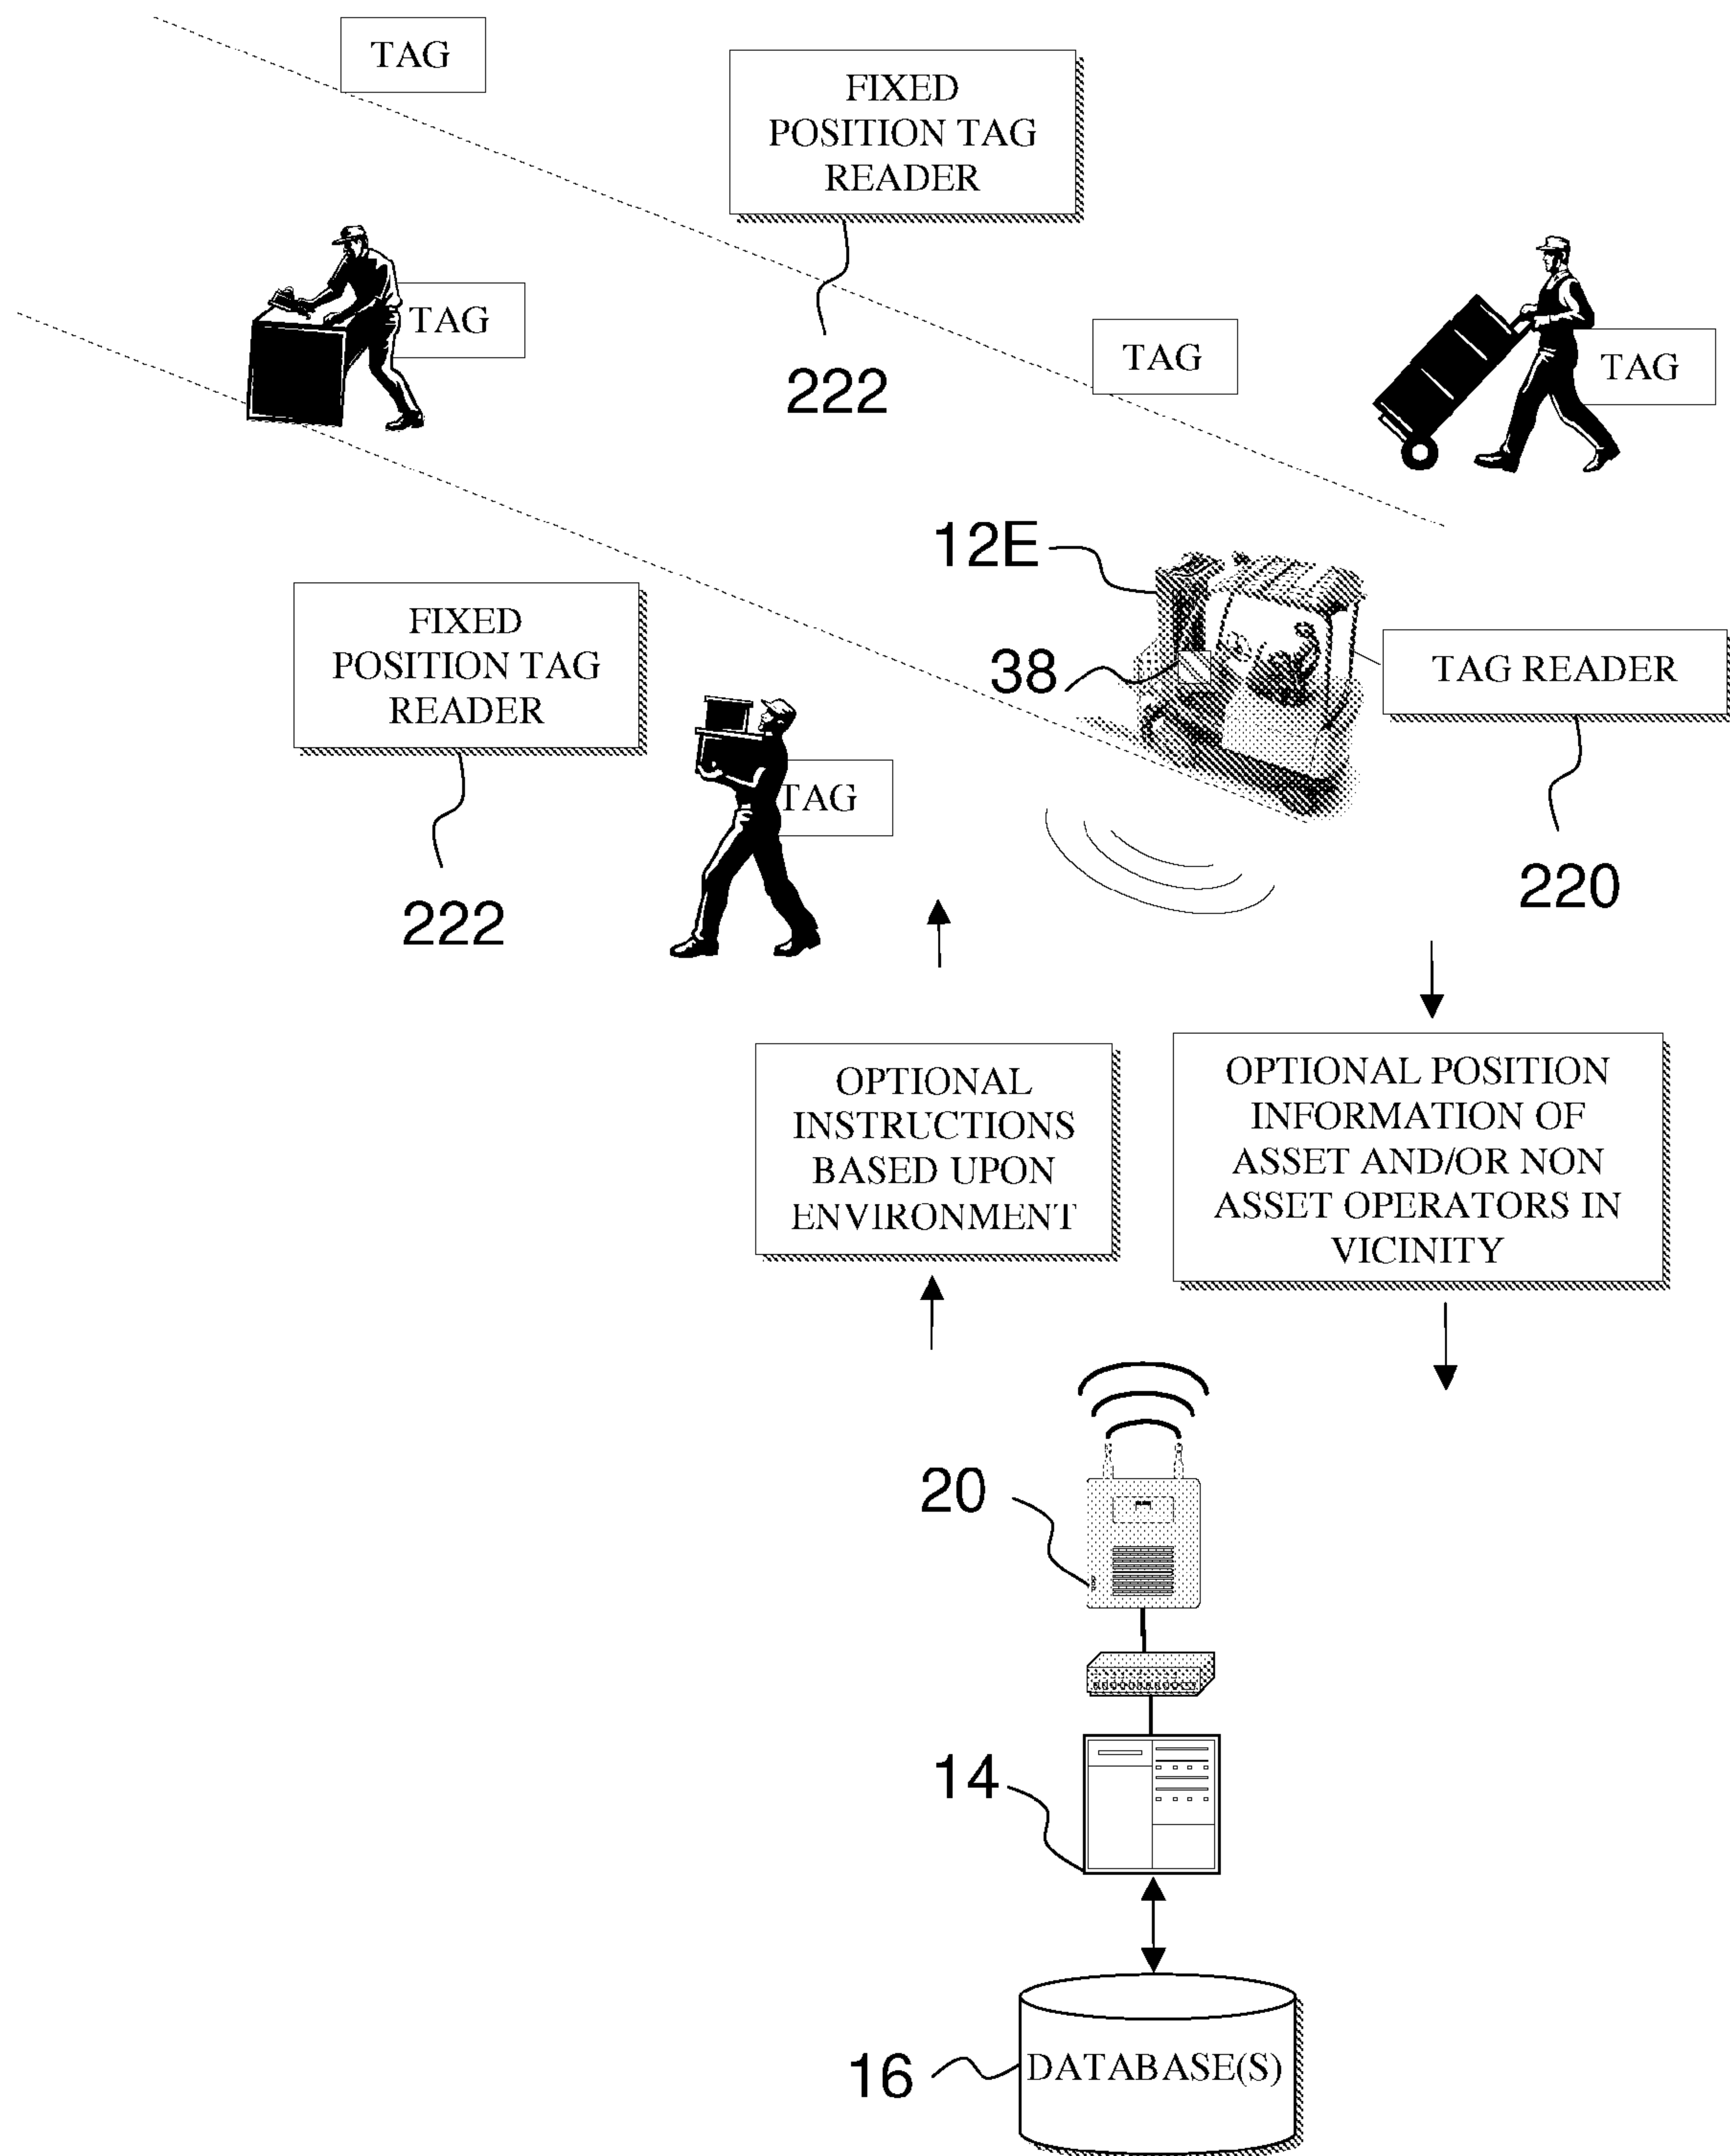 TAG
FIXED
POSITION TAG
READER
222
TAG
TAG
TAG
12E
38
TAG READER
220
FIXED
POSITION TAG
READER
222
TAG
OPTIONAL
INSTRUCTIONS
BASED UPON
ENVIRONMENT
OPTIONAL POSITION
INFORMATION OF
ASSET AND/OR NON
ASSET OPERATORS IN
VICINITY
20
14
16
DATABASE(S)